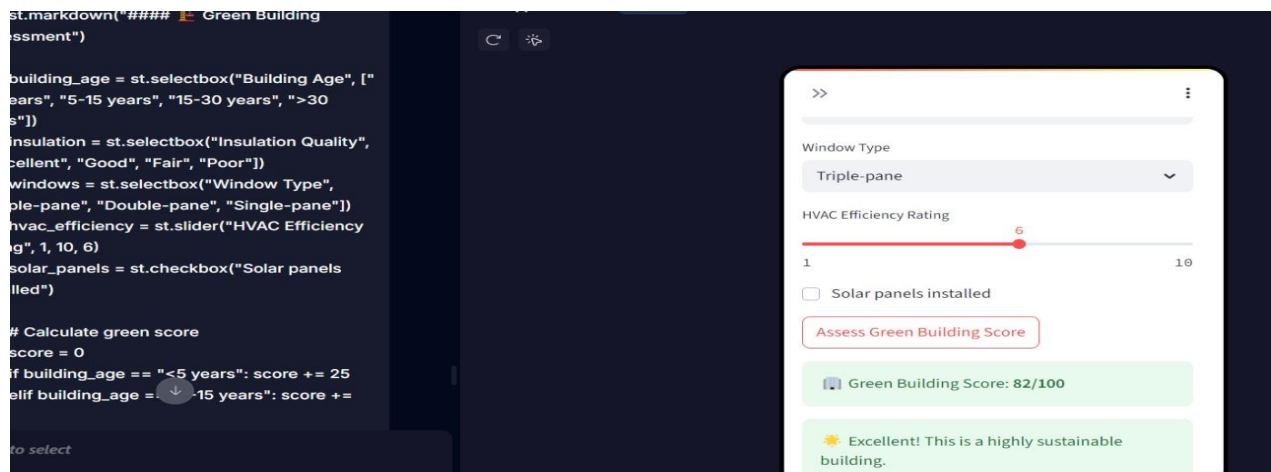 st.markdown("#### Green Building
ssment")
building_age = st.selectbox("Building Age", ["
ears", "5-15 years", "15-30 years", ">30
s"])
insulation = st.selectbox("Insulation Quality",
cellent", "Good", "Fair", "Poor"])
windows = st.selectbox("Window Type",
ple-pane", "Double-pane", "Single-pane"])
hvac_efficiency = st.slider("HVAC Efficiency
ng", 1, 10, 6)
solar_panels = st.checkbox("Solar panels
lled")
# Calculate green score
score = 0
if building_age == "<5 years": score += 25
elif building_age = -15 years": score +=
to select
Window Type
Triple-pane
HVAC Efficiency Rating
6
1 10
Solar panels installed
Assess Green Building Score
Green Building Score: 82/100
Excellent! This is a highly sustainable
building.